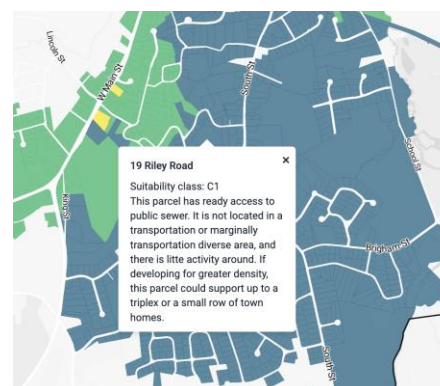 Lincoln St
W Main St
South St
School St
19 Riley Road
×
Suitability class: C1
This parcel has ready access to
public sewer. It is not located in a
transportation or marginally
transportation diverse area, and
there is litte activity around. If
developing for greater density,
this parcel could support up to a
triplex or a small row of town
homes.
King St
Brigham St
South St